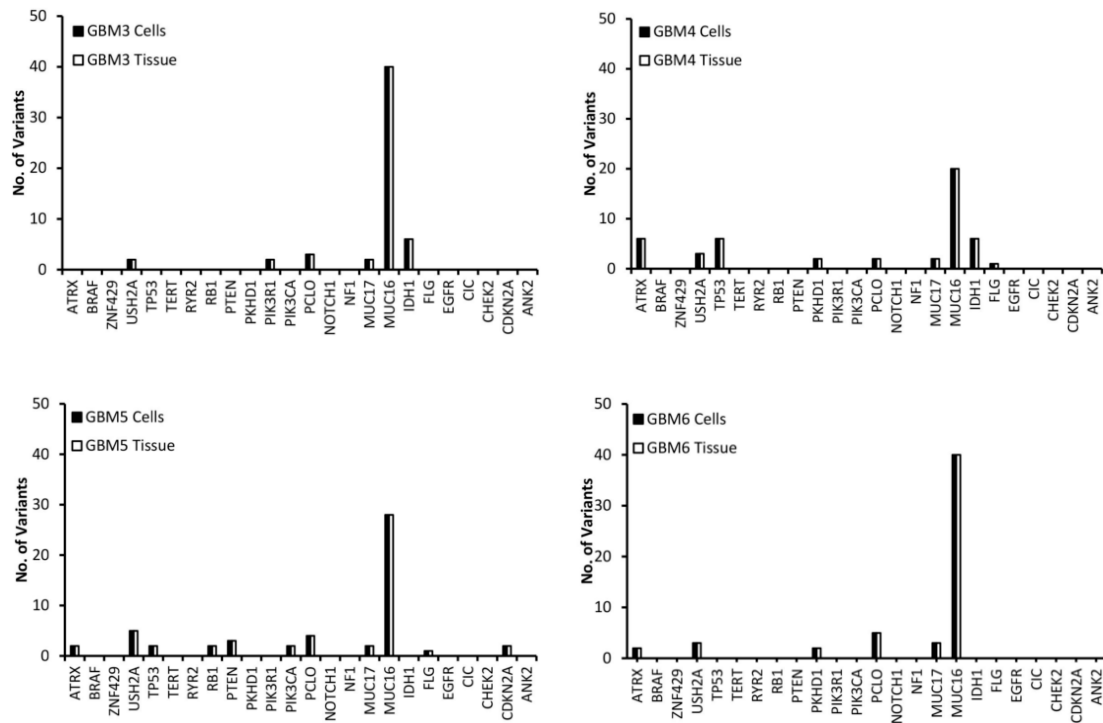 50
40
30
20
10
0
No. of Variants
GBM3 Cells
GBM3 Tissue
ATRX
BRAF
ZNF429
USH2A
TP53
TERT
RYR2
RB1
PTEN
PKHD1
PIK3R1
PIK3CA
PCLO
NOTCH1
NF1
MUC17
MUC16
IDH1
FLG
EGFR
CIC
CHEK2
CDKN2A
ANK2
50
40
30
20
10
0
No. of Variants
GBM4 Cells
GBM4 Tissue
ATRX
BRAF
ZNF429
USH2A
TP53
TERT
RYR2
RB1
PTEN
PKHD1
PIK3R1
PIK3CA
PCLO
NOTCH1
NF1
MUC17
MUC16
IDH1
FLG
EGFR
CIC
CHEK2
CDKN2A
ANK2
50
40
30
20
10
0
No. of Variants
GBM5 Cells
GBM5 Tissue
ATRX
BRAF
ZNF429
USH2A
TP53
TERT
RYR2
RB1
PTEN
PKHD1
PIK3R1
PIK3CA
PCLO
NOTCH1
NF1
MUC17
MUC16
IDH1
FLG
EGFR
CIC
CHEK2
CDKN2A
ANK2
50
40
30
20
10
0
No. of Variants
GBM6 Cells
GBM6 Tissue
ATRX
BRAF
ZNF429
USH2A
TP53
TERT
RYR2
RB1
PTEN
PKHD1
PIK3R1
PIK3CA
PCLO
NOTCH1
NF1
MUC17
MUC16
IDH1
FLG
EGFR
CIC
CHEK2
CDKN2A
ANK2